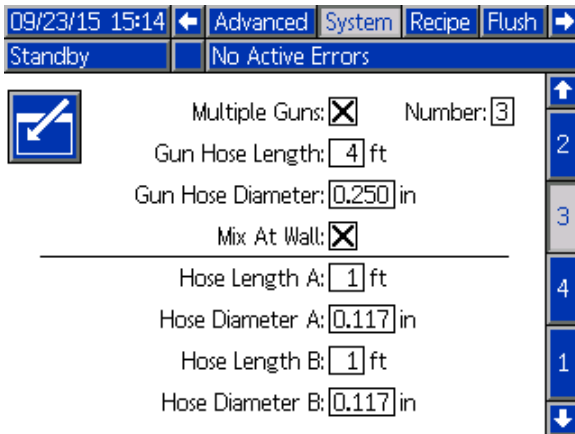 09/23/15 15:14 Advanced System Recipe Flush
Standby No Active Errors
Multiple Guns: Number: 3
Gun Hose Length: 4 ft
Gun Hose Diameter: 0.250 in
Mix At Wall:
Hose Length A: 1 ft
Hose Diameter A: 0.117 in
Hose Length B: 1 ft
Hose Diameter B: 0.117 in
2
3
4
1